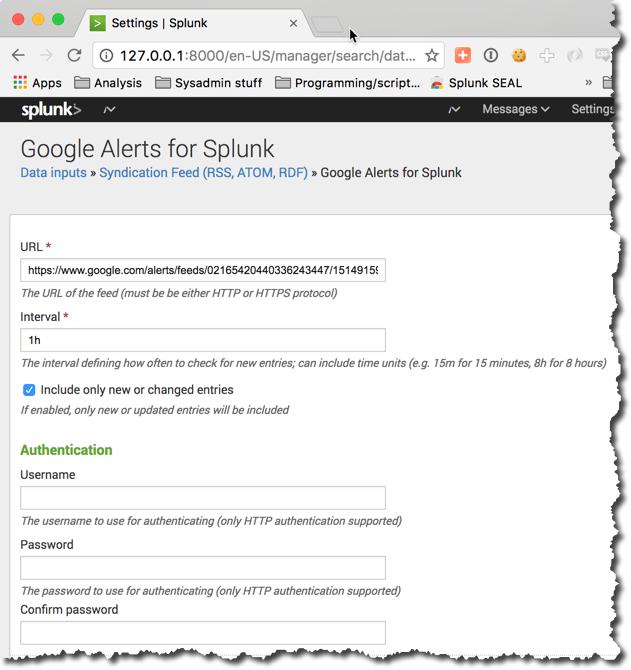 Settings | Splunk
127.0.0.1:8000/en-US/manager/search/dat...
Apps Analysis Sysadmin stuff Programming/script... Splunk SEAL »
splunk> Messages Settings
Google Alerts for Splunk
Data inputs » Syndication Feed (RSS, ATOM, RDF) » Google Alerts for Splunk
URL *
https://www.google.com/alerts/feeds/02165420440336243447/15149159
The URL of the feed (must be be either HTTP or HTTPS protocol)
Interval *
1h
The interval defining how often to check for new entries; can include time units (e.g. 15m for 15 minutes, 8h for 8 hours)
Include only new or changed entries
If enabled, only new or updated entries will be included
Authentication
Username
The username to use for authenticating (only HTTP authentication supported)
Password
The password to use for authenticating (only HTTP authentication supported)
Confirm password